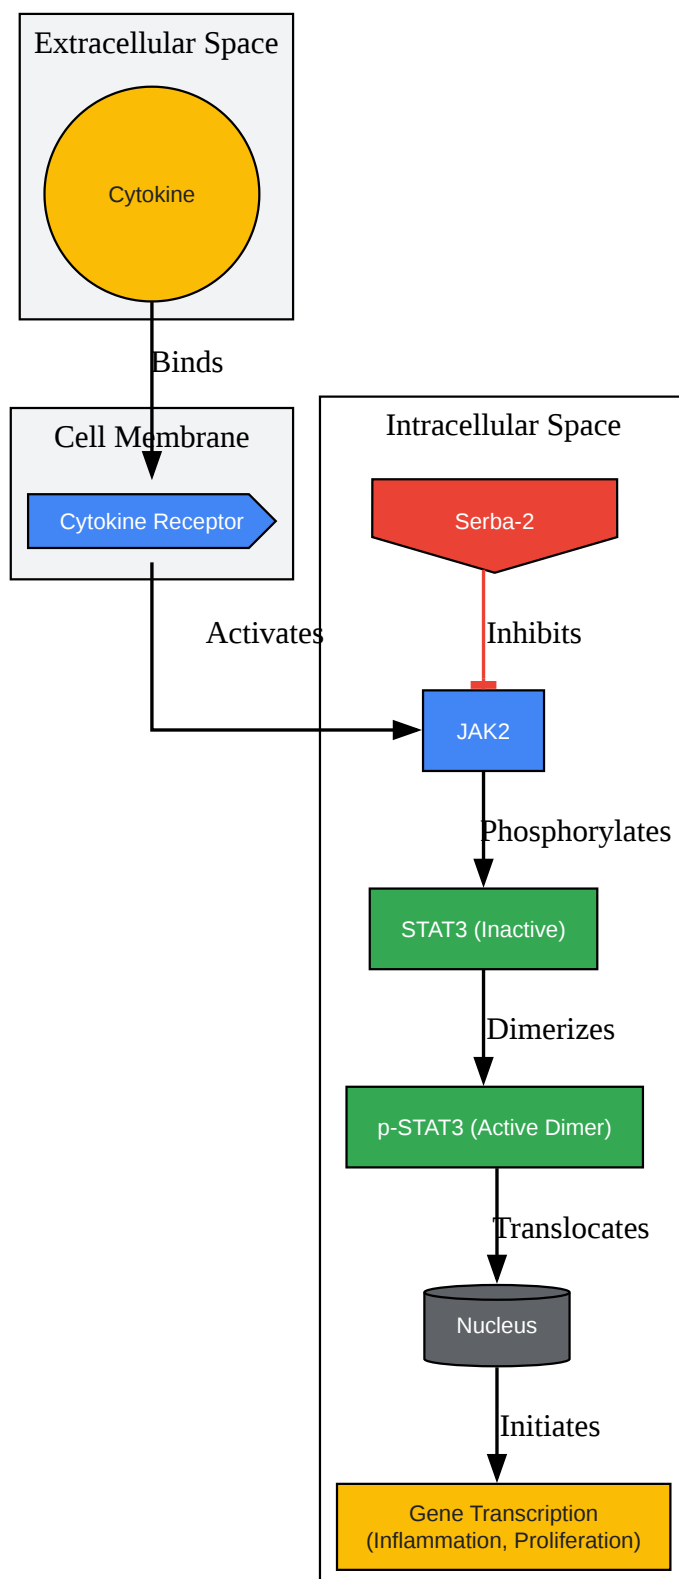 Extracellular Space
Cytokine
Binds
Cell Membrane
Cytokine Receptor
Intracellular Space
Serba-2
Activates
Inhibits
JAK2
Phosphorylates
STAT3 (Inactive)
Dimerizes
p-STAT3 (Active Dimer)
Translocates
Nucleus
Initiates
Gene Transcription
(Inflammation, Proliferation)